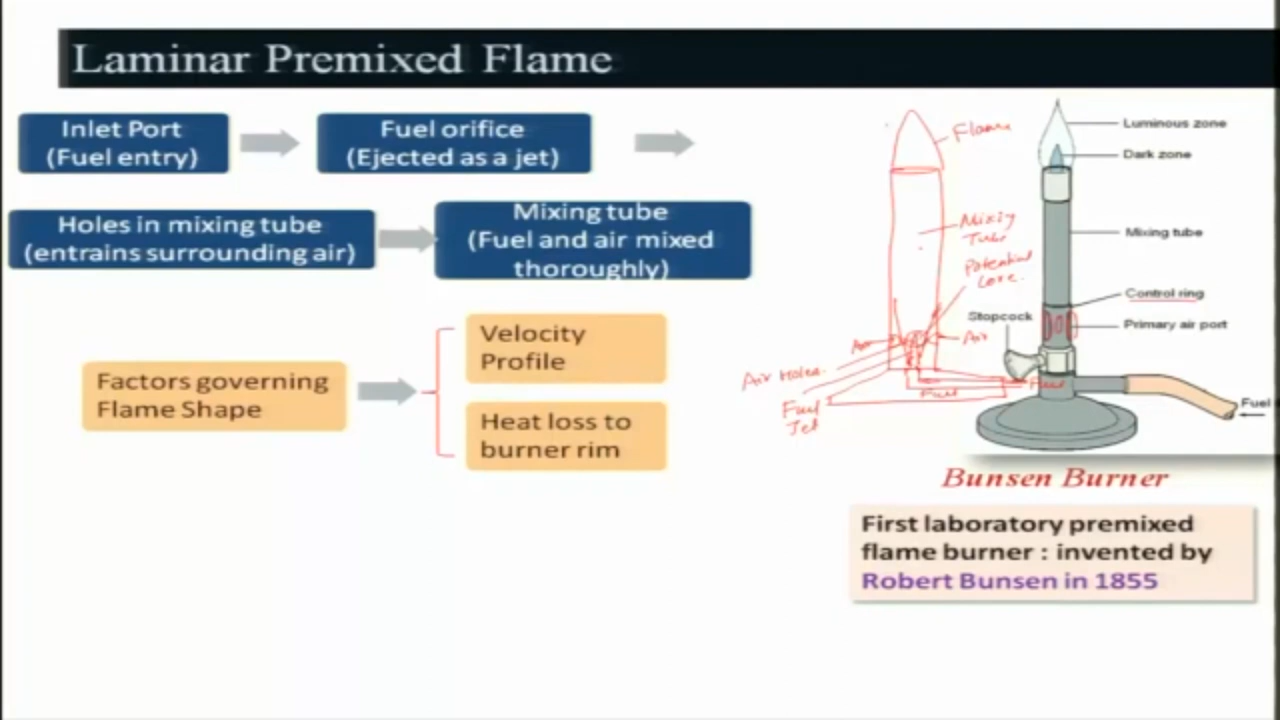 Laminar Premixed Flame
Inlet Port
(Fuel entry)
Fuel orifice
(Ejected as a jet)
Holes in mixing tube
(entrains surrounding air)
Mixing tube
(Fuel and air mixed
thoroughly)
Factors governing
Flame Shape
Velocity
Profile
Heat loss to
burner rim
Flame
Mixing
Tube
Potential
Core.
Air
Air
Air Holes.
Fuel
Jet
Fuel
Fuel
Luminous zone
Dark zone
Mixing tube
Control ring
Stopcock
Primary air port
Fuel
Bunsen Burner
First laboratory premixed
flame burner : invented by
Robert Bunsen in 1855